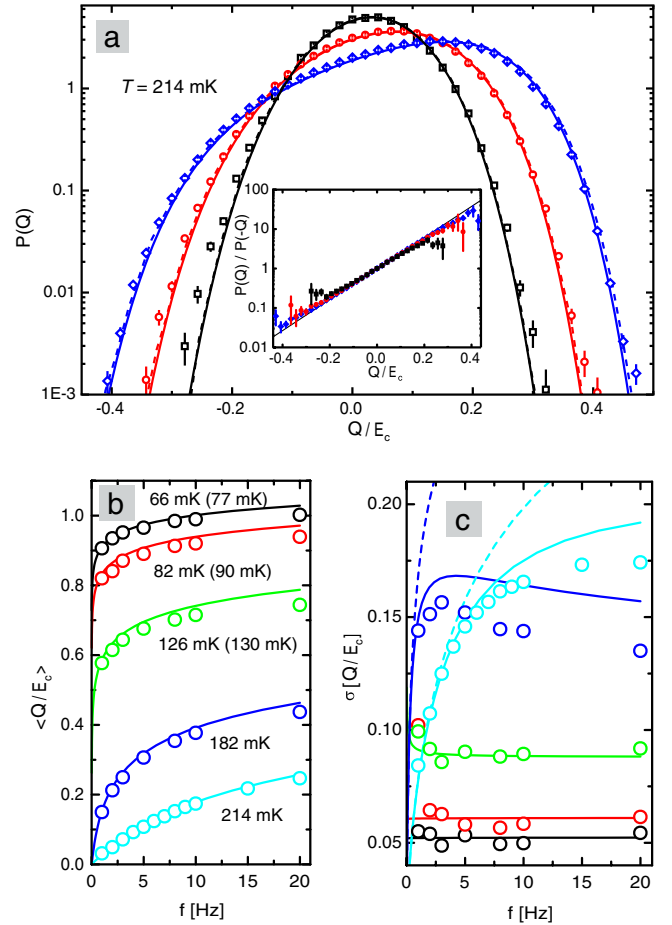 a
T = 214 mK
P(Q)
1
0.1
0.01
1E-3
-0.4
-0.2
0.0
0.2
0.4
Q/E_c
P(Q) / P(-Q)
100
10
1
0.1
0.01
-0.4
-0.2
0.0
0.2
0.4
Q/E_c
b
66 mK (77 mK)
82 mK (90 mK)
126 mK (130 mK)
182 mK
214 mK
<Q/E_c>
1.0
0.8
0.6
0.4
0.2
0.0
0
5
10
15
20
f [Hz]
c
σ [Q/E_c]
0.20
0.15
0.10
0.05
0
5
10
15
20
f [Hz]